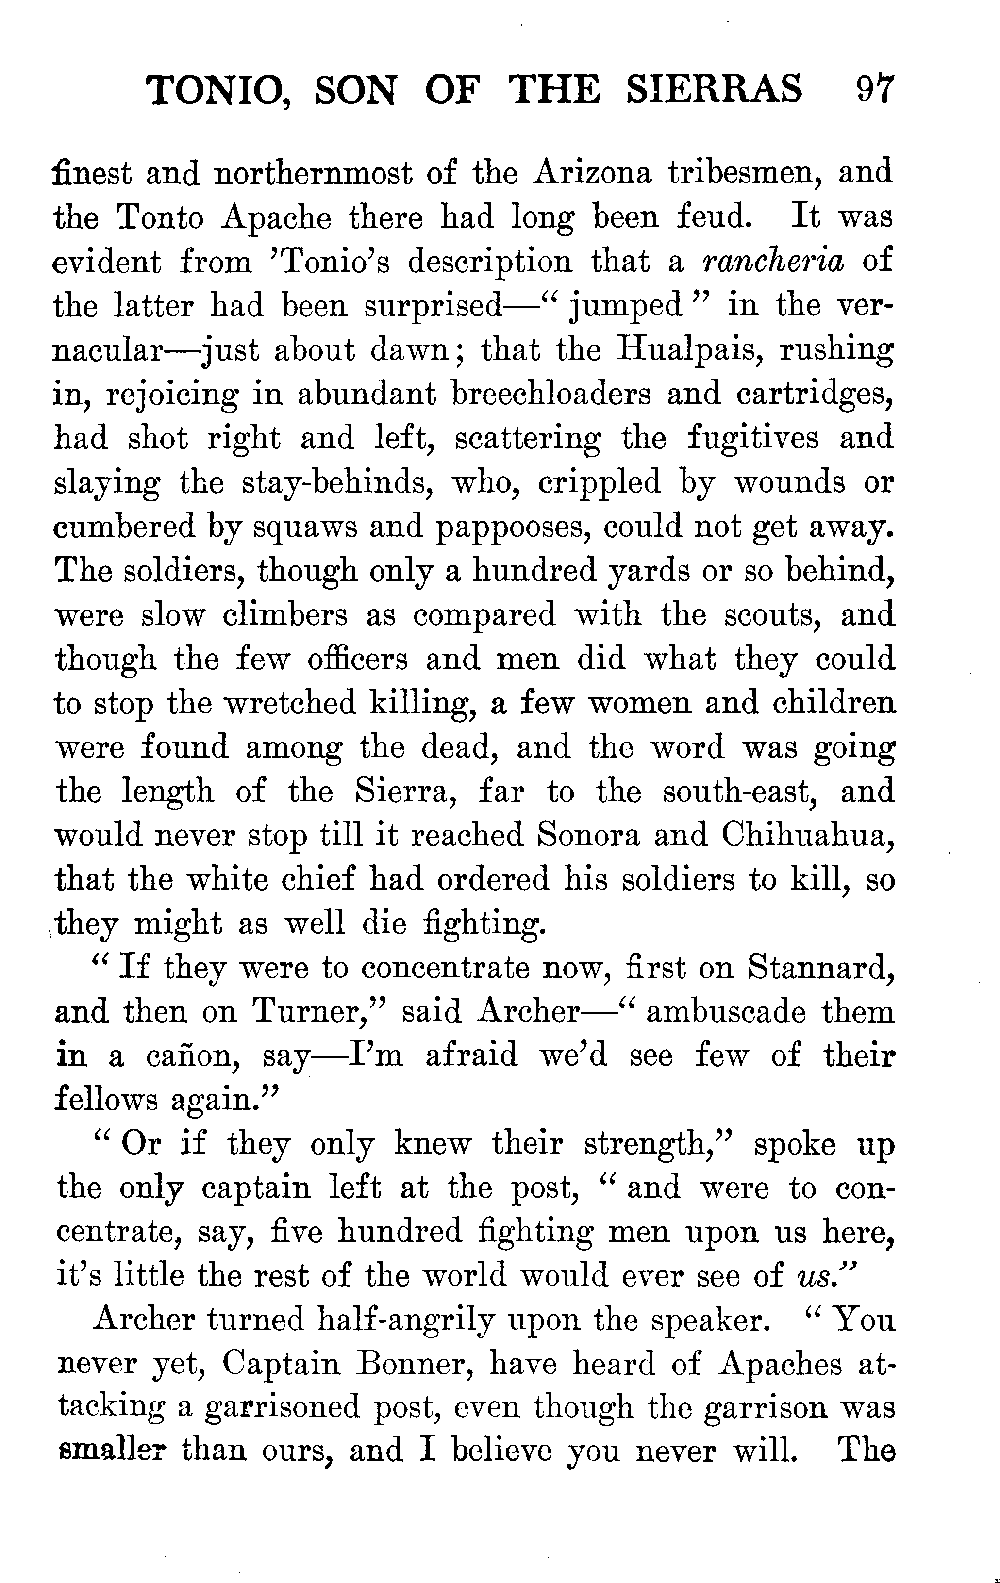 TONIO, SON OF THE SIERRAS 97
finest and northernmost of the Arizona tribesmen, and
the Tonto Apache there had long been feud. It was
evident from ’Tonio’s description that a rancheria of
the latter had been surprised—“ jumped ” in the ver-
nacular—just about dawn; that the Hualpais, rushing
in, rejoicing in abundant breechloaders and cartridges,
had shot right and left, scattering the fugitives and
slaying the stay-behinds, who, crippled by wounds or
cumbered by squaws and pappooses, could not get away.
The soldiers, though only a hundred yards or so behind,
were slow climbers as compared with the scouts, and
though the few officers and men did what they could
to stop the wretched killing, a few women and children
were found among the dead, and the word was going
the length of the Sierra, far to the south-east, and
would never stop till it reached Sonora and Chihuahua,
that the white chief had ordered his soldiers to kill, so
they might as well die fighting.
“ If they were to concentrate now, first on Stannard,
and then on Turner,” said Archer—“ ambuscade them
in a cañon, say—I’m afraid we’d see few of their
fellows again.”
“ Or if they only knew their strength,” spoke up
the only captain left at the post, “ and were to con-
centrate, say, five hundred fighting men upon us here,
it’s little the rest of the world would ever see of us.”
Archer turned half-angrily upon the speaker. “ You
never yet, Captain Bonner, have heard of Apaches at-
tacking a garrisoned post, even though the garrison was
smaller than ours, and I believe you never will. The